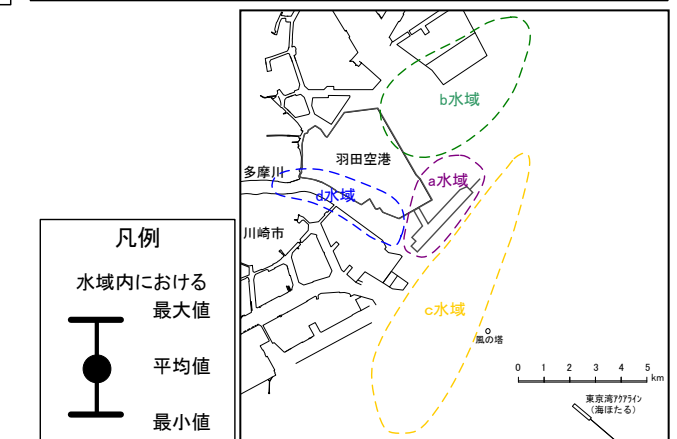 b水域
羽田空港
多摩川
a水域
d水域
川崎市
凡例
水域内における
最大値
平均値
最小値
c水域
風の塔
0 1 2 3 4 5
km
東京湾ｱｸｱﾗｲﾝ
(海ほたる)